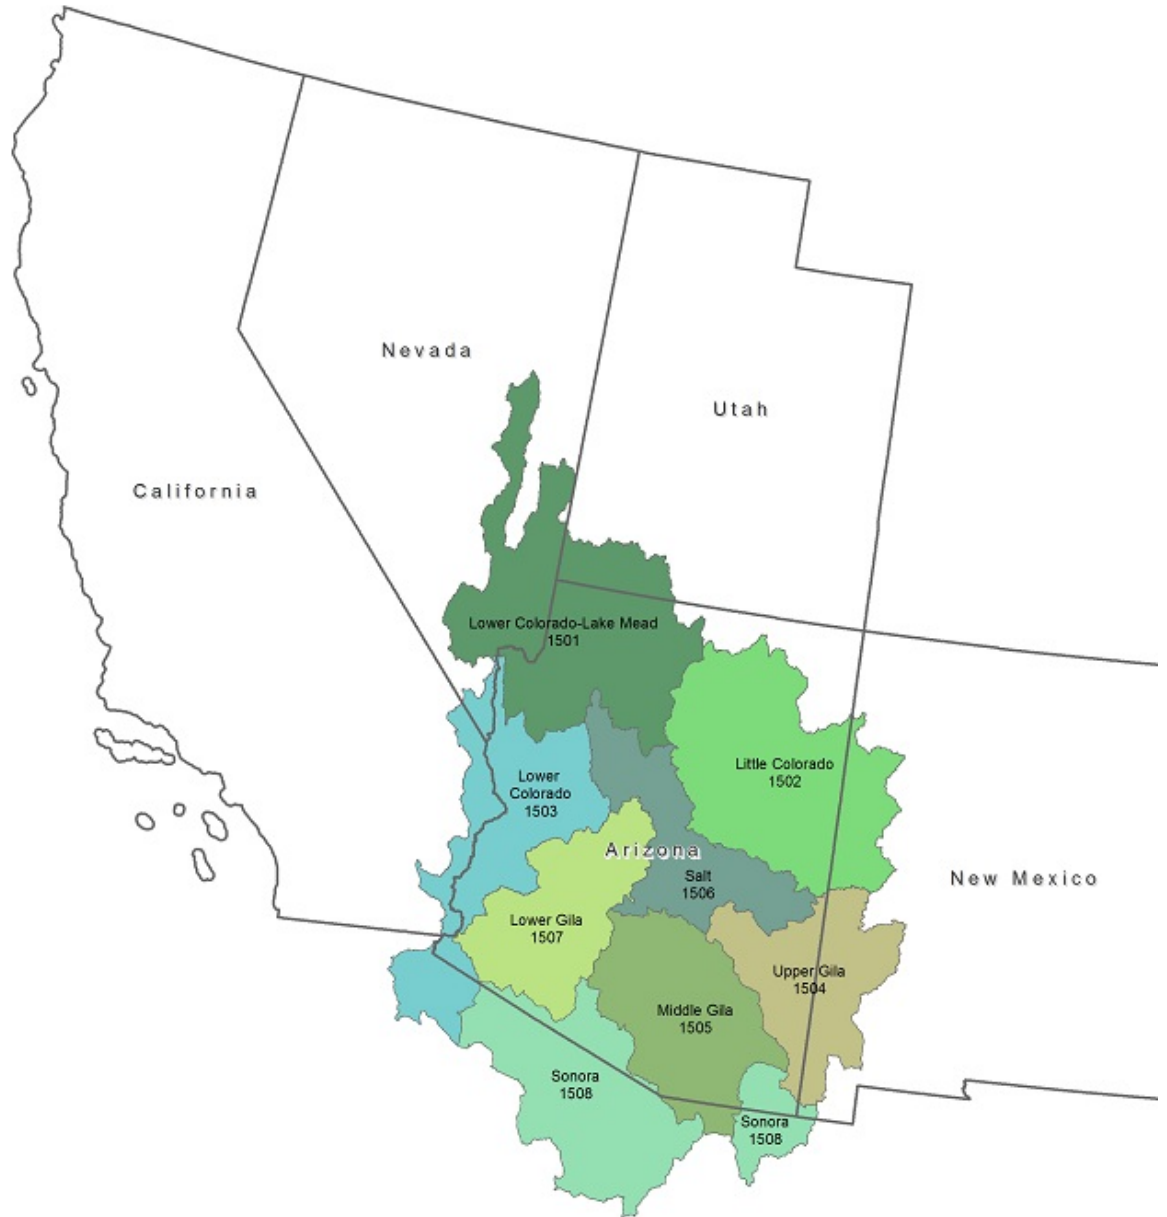 Nevada
Utah
California
Lower Colorado-Lake Mead
1501
Little Colorado
1502
Lower
Colorado
1503
Arizona
Salt
1506
New Mexico
Lower Gila
1507
Upper Gila
1504
Middle Gila
1505
Sonora
1508
Sonora
1508